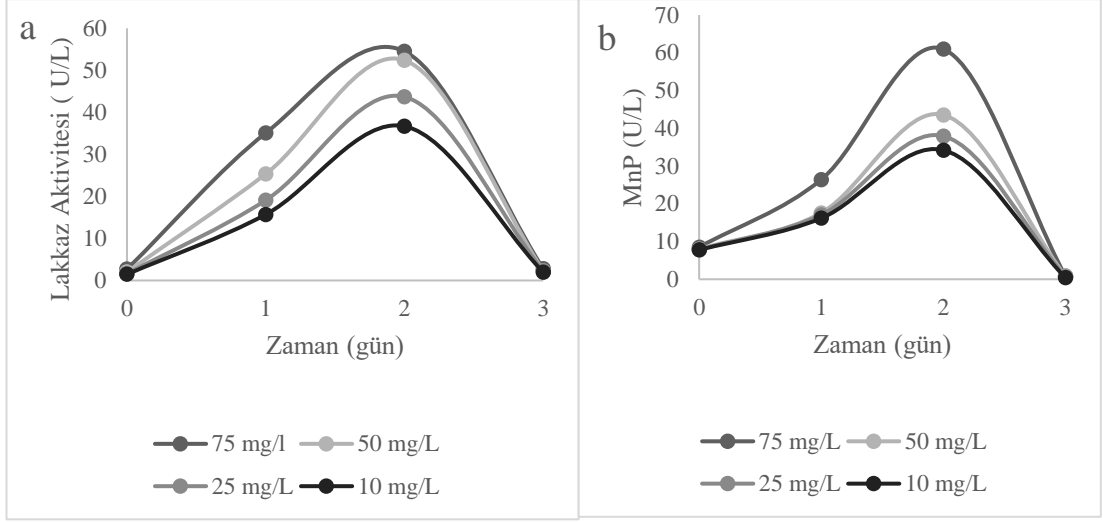 a
Lakkaz Aktivitesi ( U/L)
60
50
40
30
20
10
0
0 1 2 3
Zaman (gün)
75 mg/l 50 mg/L
25 mg/L 10 mg/L
b
MnP (U/L)
70
60
50
40
30
20
10
0
0 1 2 3
Zaman (gün)
75 mg/L 50 mg/L
25 mg/L 10 mg/L